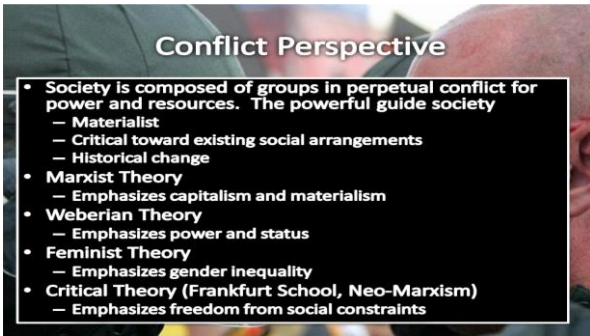 Conflict Perspective
• Society is composed of groups in perpetual conflict for
power and resources.  The powerful guide society
– Materialist
– Critical toward existing social arrangements
– Historical change
• Marxist Theory
– Emphasizes capitalism and materialism
• Weberian Theory
– Emphasizes power and status
• Feminist Theory
– Emphasizes gender inequality
• Critical Theory (Frankfurt School, Neo-Marxism)
– Emphasizes freedom from social constraints